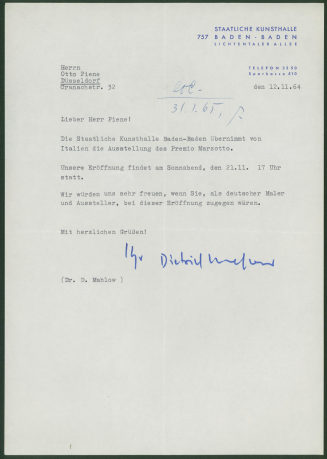 STAATLICHE KUNSTHALLE
757 BADEN-BADEN
LICHTENTALER ALLEE
TELEFON 2250
Sparkasse 610
Herrn
Otto Piene
Düsseldorf
Cranachstr. 32
den 12.11.64
31.1.65,
Lieber Herr Piene!
Die Staatliche Kunsthalle Baden-Baden übernimmt von
Italien die Ausstellung des Premio Marzotto.
Unsere Eröffnung findet am Sonnabend, den 21.11. 17 Uhr
statt.
Wir würden uns sehr freuen, wenn Sie, als deutscher Maler
und Aussteller, bei dieser Eröffnung zugegen wären.
Mit herzlichen Grüßen!
Ihr Dietrich Mahlow
(Dr. D. Mahlow )